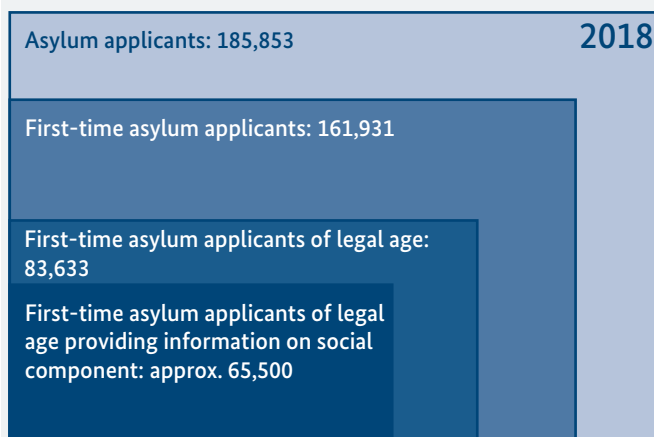 Asylum applicants: 185,853
2018
First-time asylum applicants: 161,931
First-time asylum applicants of legal age:
83,633
First-time asylum applicants of legal
age providing information on social
component: approx. 65,500